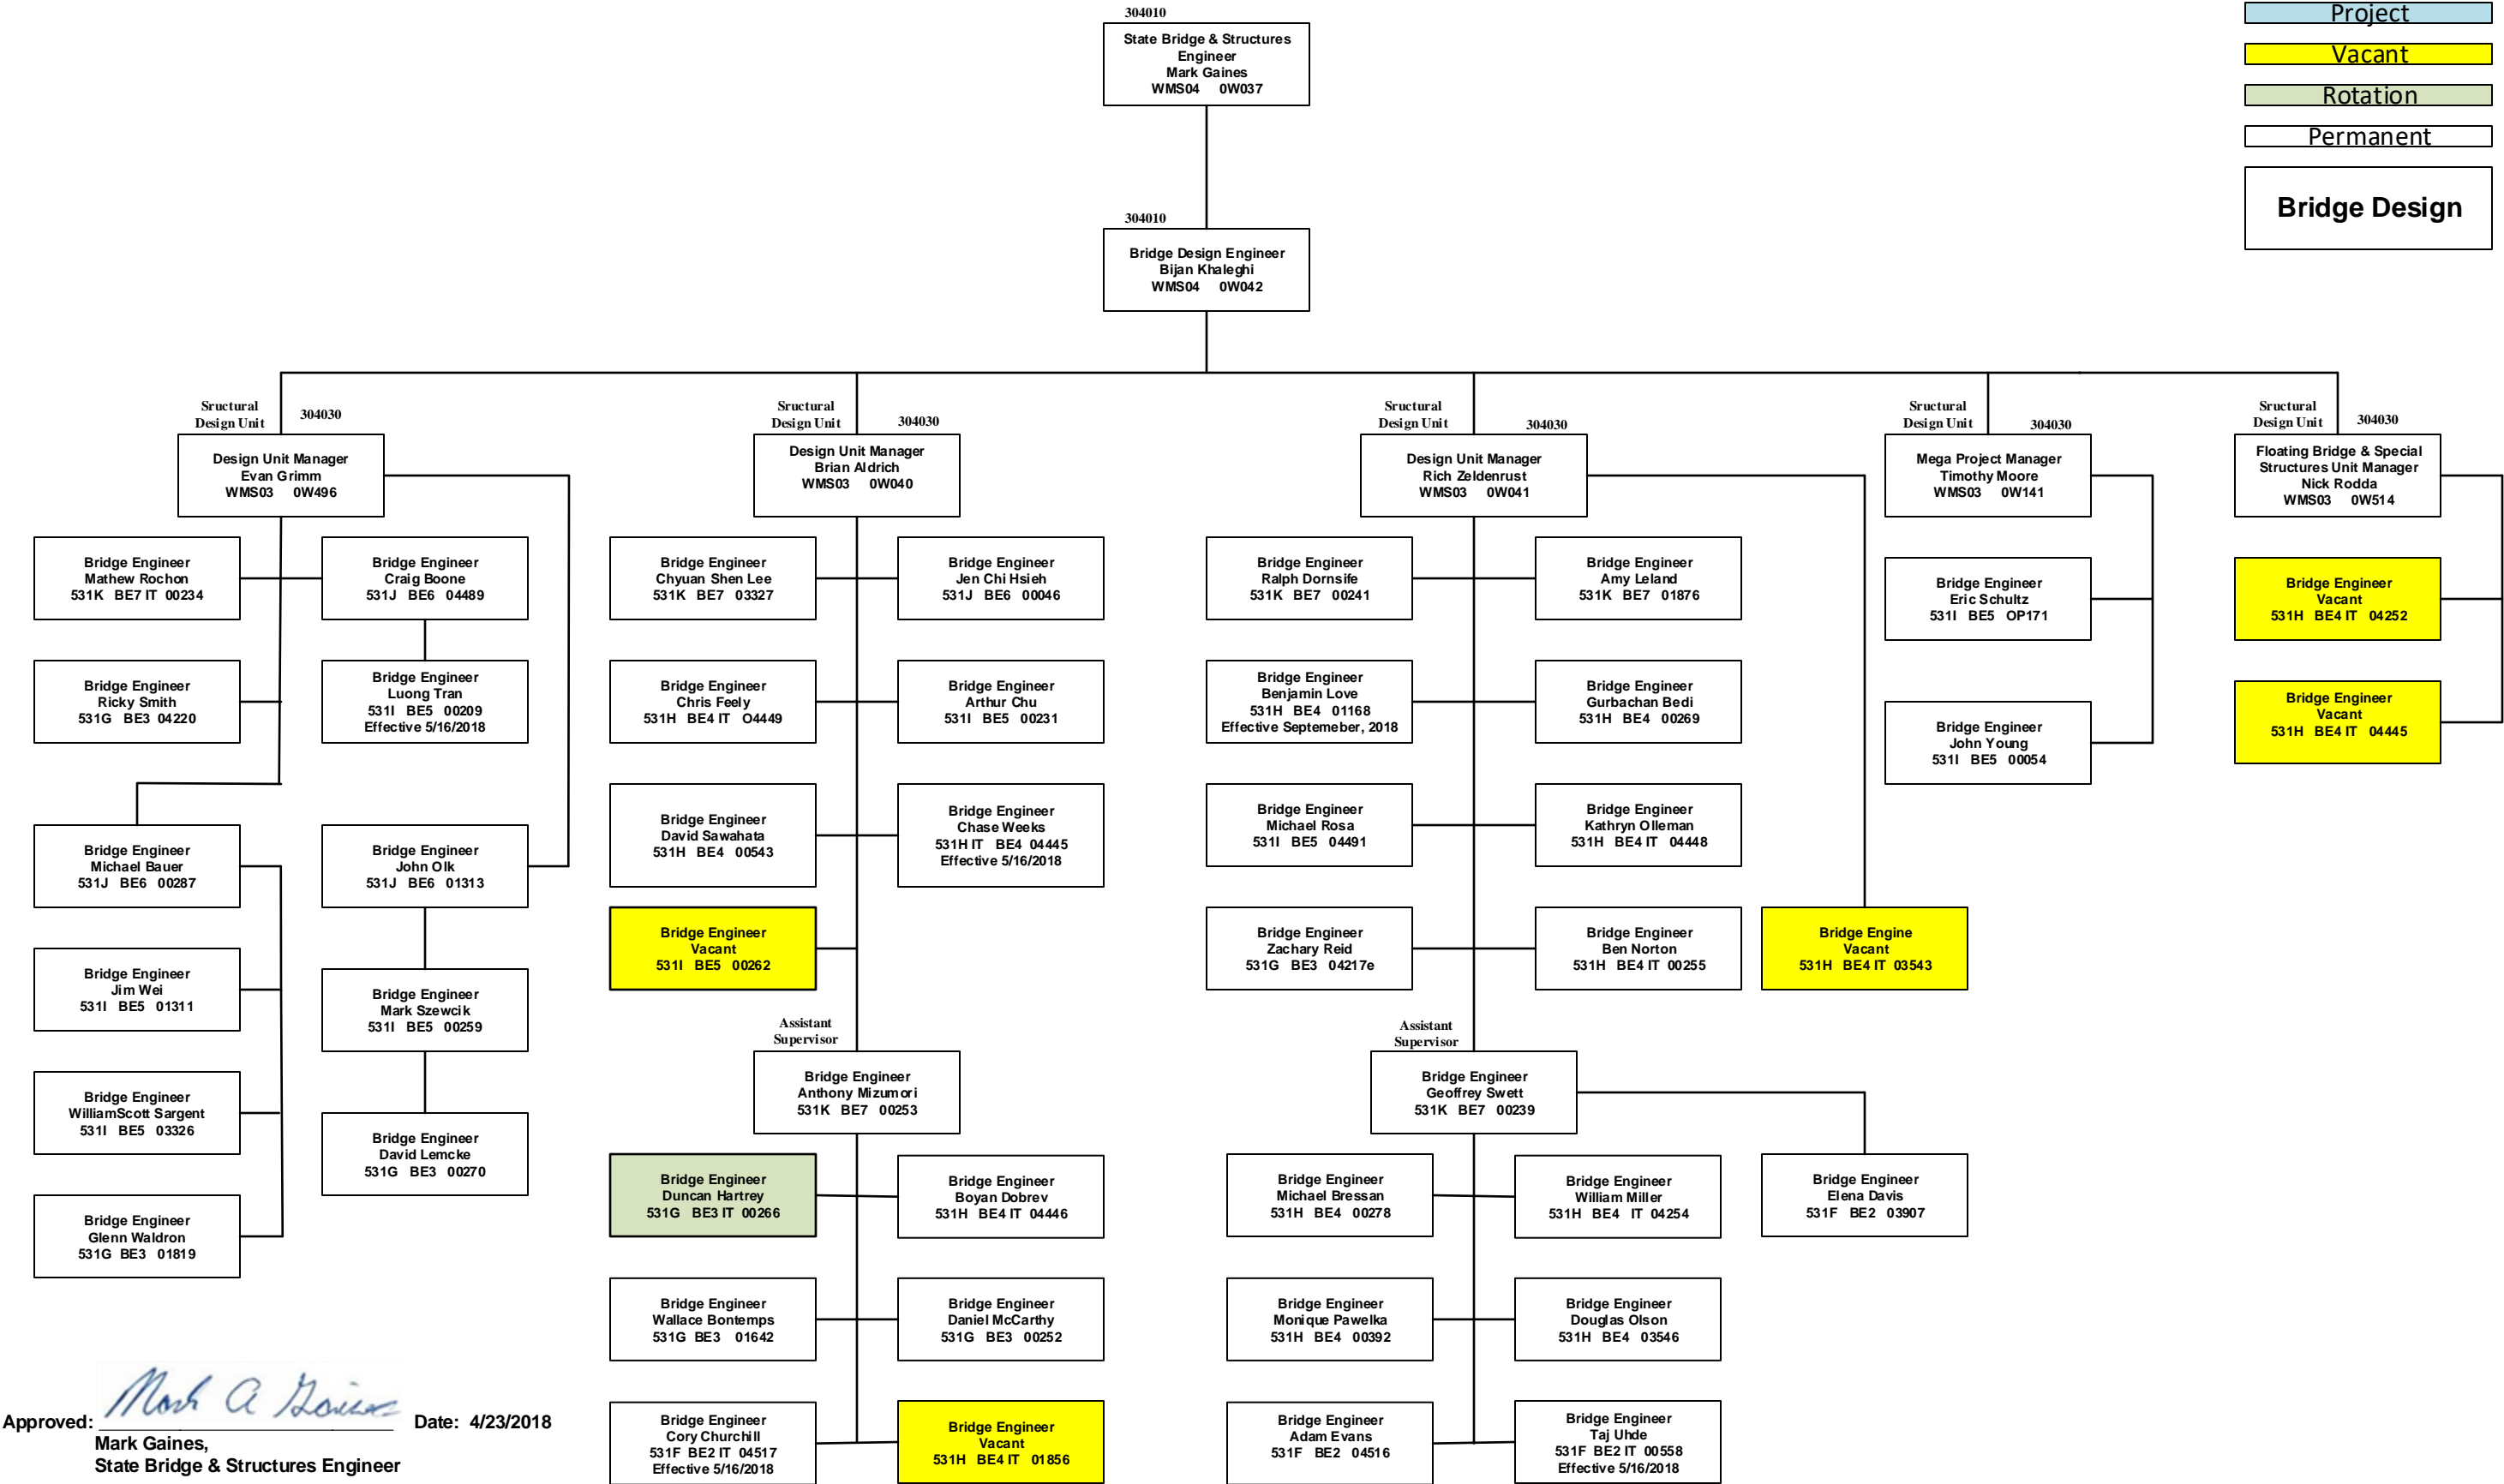 304010
State Bridge & Structures
Engineer
Mark Gaines
WMS04 0W037
Project
Vacant
Rotation
Permanent
Bridge Design
304010
Bridge Design Engineer
Bijan Khaleghi
WMS04 0W042
Sructural
Design Unit
304030
Design Unit Manager
Evan Grimm
WMS03 0W496
Sructural
Design Unit
304030
Design Unit Manager
Brian Aldrich
WMS03 0W040
Sructural
Design Unit
304030
Design Unit Manager
Rich Zeldenrust
WMS03 0W041
Sructural
Design Unit
304030
Mega Project Manager
Timothy Moore
WMS03 0W141
Sructural
Design Unit
304030
Floating Bridge & Special
Structures Unit Manager
Nick Rodda
WMS03 0W514
Bridge Engineer
Mathew Rochon
531K BE7 IT 00234
Bridge Engineer
Craig Boone
531J BE6 04489
Bridge Engineer
Ricky Smith
531G BE3 04220
Bridge Engineer
Luong Tran
531I BE5 00209
Effective 5/16/2018
Bridge Engineer
Michael Bauer
531J BE6 00287
Bridge Engineer
John Olk
531J BE6 01313
Bridge Engineer
Jim Wei
531I BE5 01311
Bridge Engineer
Mark Szewcik
531I BE5 00259
Bridge Engineer
WilliamScott Sargent
531I BE5 03326
Bridge Engineer
David Lemcke
531G BE3 00270
Bridge Engineer
Glenn Waldron
531G BE3 01819
Bridge Engineer
Chyuan Shen Lee
531K BE7 03327
Bridge Engineer
Jen Chi Hsieh
531J BE6 00046
Bridge Engineer
Chris Feely
531H BE4 IT O4449
Bridge Engineer
Arthur Chu
531I BE5 00231
Bridge Engineer
David Sawahata
531H BE4 00543
Bridge Engineer
Chase Weeks
531H IT BE4 04445
Effective 5/16/2018
Bridge Engineer
Vacant
531I BE5 00262
Assistant
Supervisor
Bridge Engineer
Anthony Mizumori
531K BE7 00253
Bridge Engineer
Duncan Hartrey
531G BE3 IT 00266
Bridge Engineer
Boyan Dobrev
531H BE4 IT 04446
Bridge Engineer
Wallace Bontemps
531G BE3 01642
Bridge Engineer
Daniel McCarthy
531G BE3 00252
Bridge Engineer
Cory Churchill
531F BE2 IT 04517
Effective 5/16/2018
Bridge Engineer
Vacant
531H BE4 IT 01856
Bridge Engineer
Ralph Dornsife
531K BE7 00241
Bridge Engineer
Amy Leland
531K BE7 01876
Bridge Engineer
Benjamin Love
531H BE4 01168
Effective Septemeber, 2018
Bridge Engineer
Gurbachan Bedi
531H BE4 00269
Bridge Engineer
Michael Rosa
531I BE5 04491
Bridge Engineer
Kathryn Olleman
531H BE4 IT 04448
Bridge Engineer
Zachary Reid
531G BE3 04217e
Bridge Engineer
Ben Norton
531H BE4 IT 00255
Bridge Engine
Vacant
531H BE4 IT 03543
Assistant
Supervisor
Bridge Engineer
Geoffrey Swett
531K BE7 00239
Bridge Engineer
Michael Bressan
531H BE4 00278
Bridge Engineer
William Miller
531H BE4 IT 04254
Bridge Engineer
Elena Davis
531F BE2 03907
Bridge Engineer
Monique Pawelka
531H BE4 00392
Bridge Engineer
Douglas Olson
531H BE4 03546
Bridge Engineer
Adam Evans
531F BE2 04516
Bridge Engineer
Taj Uhde
531F BE2 IT 00558
Effective 5/16/2018
Bridge Engineer
Eric Schultz
531I BE5 OP171
Bridge Engineer
John Young
531I BE5 00054
Bridge Engineer
Vacant
531H BE4 IT 04252
Bridge Engineer
Vacant
531H BE4 IT 04445
Approved: Mark A Gaines Date: 4/23/2018
Mark Gaines,
State Bridge & Structures Engineer